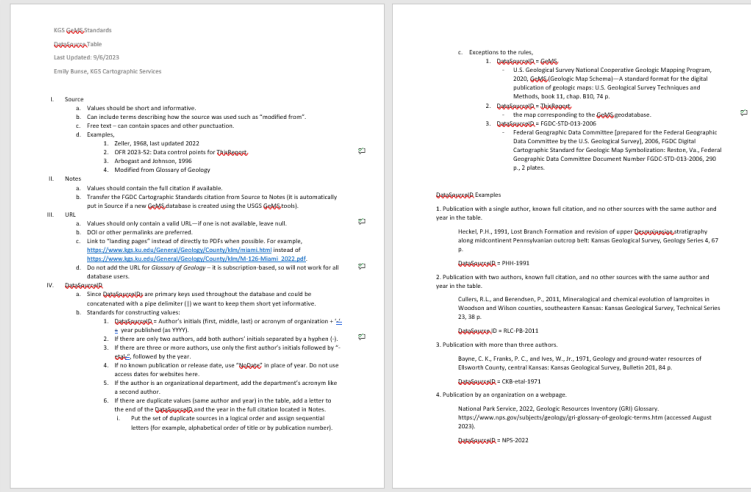 KGS GeMS Standards
DataSource Table
Last Updated: 9/6/2023
Emily Bunse, KGS Cartographic Services
I. Source
a. Values should be short and informative.
b. Can include terms describing how the source was used such as "modified from".
c. Free text – can contain spaces and other punctuation.
d. Examples,
1. Zeller, 1968, last updated 2022
2. OFR 2023-52: Data control points for ThisReport.
3. Arbogast and Johnson, 1996
4. Modified from Glossary of Geology
II. Notes
a. Values should contain the full citation if available.
b. Transfer the FGDC Cartographic Standards citation from Source to Notes (it is automatically
put in Source if a new GeMS database is created using the USGS GeMS tools).
III. URL
a. Values should only contain a valid URL—if one is not available, leave null.
b. DOI or other permalinks are preferred.
c. Link to "landing pages" instead of directly to PDFs when possible. For example,
https://www.kgs.ku.edu/General/Geology/County/klm/miami.html instead of
https://www.kgs.ku.edu/General/Geology/County/klm/M-126-Miami_2022.pdf.
d. Do not add the URL for Glossary of Geology – it is subscription-based, so will not work for all
database users.
IV. DataSourceID
a. Since DataSourceIDs are primary keys used throughout the database and could be
concatenated with a pipe delimiter (|) we want to keep them short yet informative.
b. Standards for constructing values:
1. DataSourceID = Author's initials (first, middle, last) or acronym of organization + "-
" + year published (as YYYY).
2. If there are only two authors, add both authors' initials separated by a hyphen (-).
3. If there are three or more authors, use only the first author's initials followed by "-
etal-", followed by the year.
4. If no known publication or release date, use "NoDate" in place of year. Do not use
access dates for websites here.
5. If the author is an organizational department, add the department's acronym like
a second author.
6. If there are duplicate values (same author and year) in the table, add a letter to
the end of the DataSourceID and the year in the full citation located in Notes.
i. Put the set of duplicate sources in a logical order and assign sequential
letters (for example, alphabetical order of title or by publication number).
c. Exceptions to the rules,
1. DataSourceID = GeMS
- U.S. Geological Survey National Cooperative Geologic Mapping Program,
2020, GeMS (Geologic Map Schema)—A standard format for the digital
publication of geologic maps: U.S. Geological Survey Techniques and
Methods, book 11, chap. B10, 74 p.
2. DataSourceID = ThisReport
- the map corresponding to the GeMS geodatabase.
3. DataSourceID = FGDC-STD-013-2006
- Federal Geographic Data Committee [prepared for the Federal Geographic
Data Committee by the U.S. Geological Survey], 2006, FGDC Digital
Cartographic Standard for Geologic Map Symbolization: Reston, Va., Federal
Geographic Data Committee Document Number FGDC-STD-013-2006, 290
p., 2 plates.
DataSourceID Examples
1. Publication with a single author, known full citation, and no other sources with the same author and
year in the table.
Heckel, P.H., 1991, Lost Branch Formation and revision of upper Desmoinesian stratigraphy
along midcontinent Pennsylvanian outcrop belt: Kansas Geological Survey, Geology Series 4, 67
p.
DataSourceID = PHH-1991
2. Publication with two authors, known full citation, and no other sources with the same author and
year in the table.
Cullers, R.L., and Berendsen, P., 2011, Mineralogical and chemical evolution of lamproites in
Woodson and Wilson counties, southeastern Kansas: Kansas Geological Survey, Technical Series
23, 38 p.
DataSource ID = RLC-PB-2011
3. Publication with more than three authors.
Bayne, C. K., Franks, P. C., and Ives, W., Jr., 1971, Geology and ground-water resources of
Ellsworth County, central Kansas: Kansas Geological Survey, Bulletin 201, 84 p.
DataSourceID = CKB-etal-1971
4. Publication by an organization on a webpage.
National Park Service, 2022, Geologic Resources Inventory (GRI) Glossary.
https://www.nps.gov/subjects/geology/gri-glossary-of-geologic-terms.htm (accessed August
2023).
DataSourceID = NPS-2022